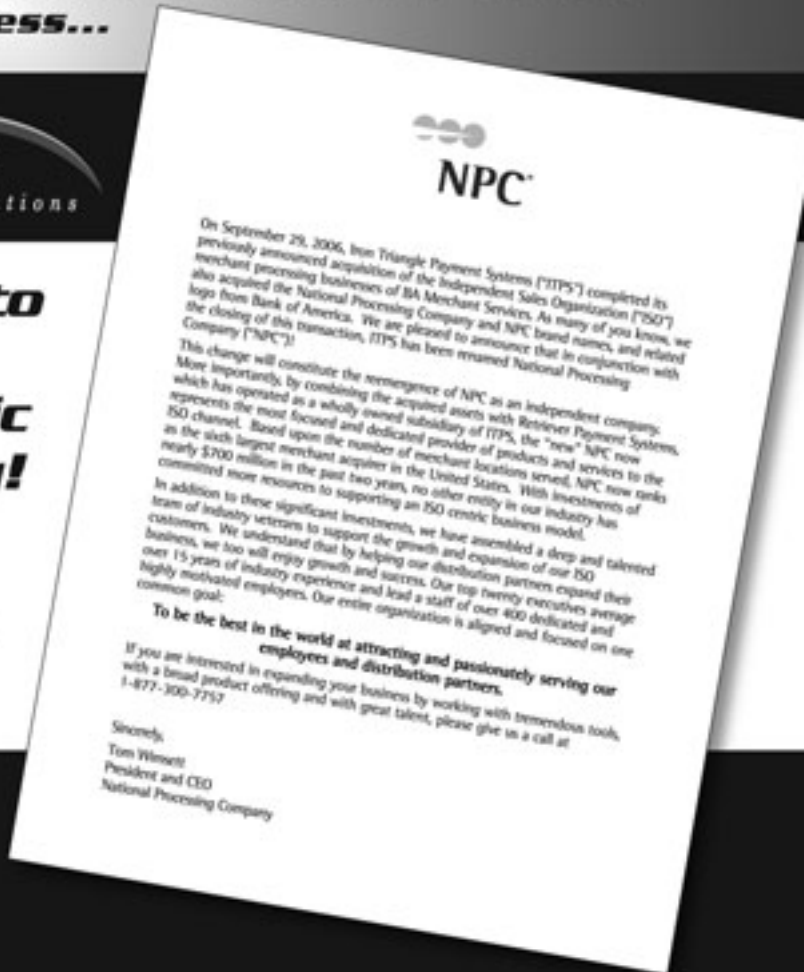 ess...
tions
to
ic
!
NPC
On September 29, 2006, Iron Triangle Payment Systems ("ITPS") completed its
previously announced acquisition of the Independent Sales Organization ("ISO")
merchant processing businesses of BA Merchant Services. As many of you know, we
also acquired the National Processing Company and NPC brand names, and related
logo from Bank of America. We are pleased to announce that in conjunction with
the closing of this transaction, ITPS has been renamed National Processing
Company ("NPC")!
This change will constitute the reemergence of NPC as an independent company.
More importantly, by combining the acquired assets with Retriever Payment Systems,
which has operated as a wholly owned subsidiary of ITPS, the "new" NPC now
represents the most focused and dedicated provider of products and services to the
ISO channel. Based upon the number of merchant locations served, NPC now ranks
as the sixth largest merchant acquirer in the United States. With investments of
nearly $700 million in the past two years, no other entity in our industry has
committed more resources to supporting an ISO centric business model.
In addition to these significant investments, we have assembled a deep and talented
team of industry veterans to support the growth and expansion of our ISO
customers. We understand that by helping our distribution partners expand their
business, we too will enjoy growth and success. Our top twenty executives average
over 15 years of industry experience and lead a staff of over 400 dedicated and
highly motivated employees. Our entire organization is aligned and focused on one
common goal:
To be the best in the world at attracting and passionately serving our
employees and distribution partners.
If you are interested in expanding your business by working with tremendous tools,
with a broad product offering and with great talent, please give us a call at
1-877-300-7757
Sincerely,
Tom Wimsett
President and CEO
National Processing Company